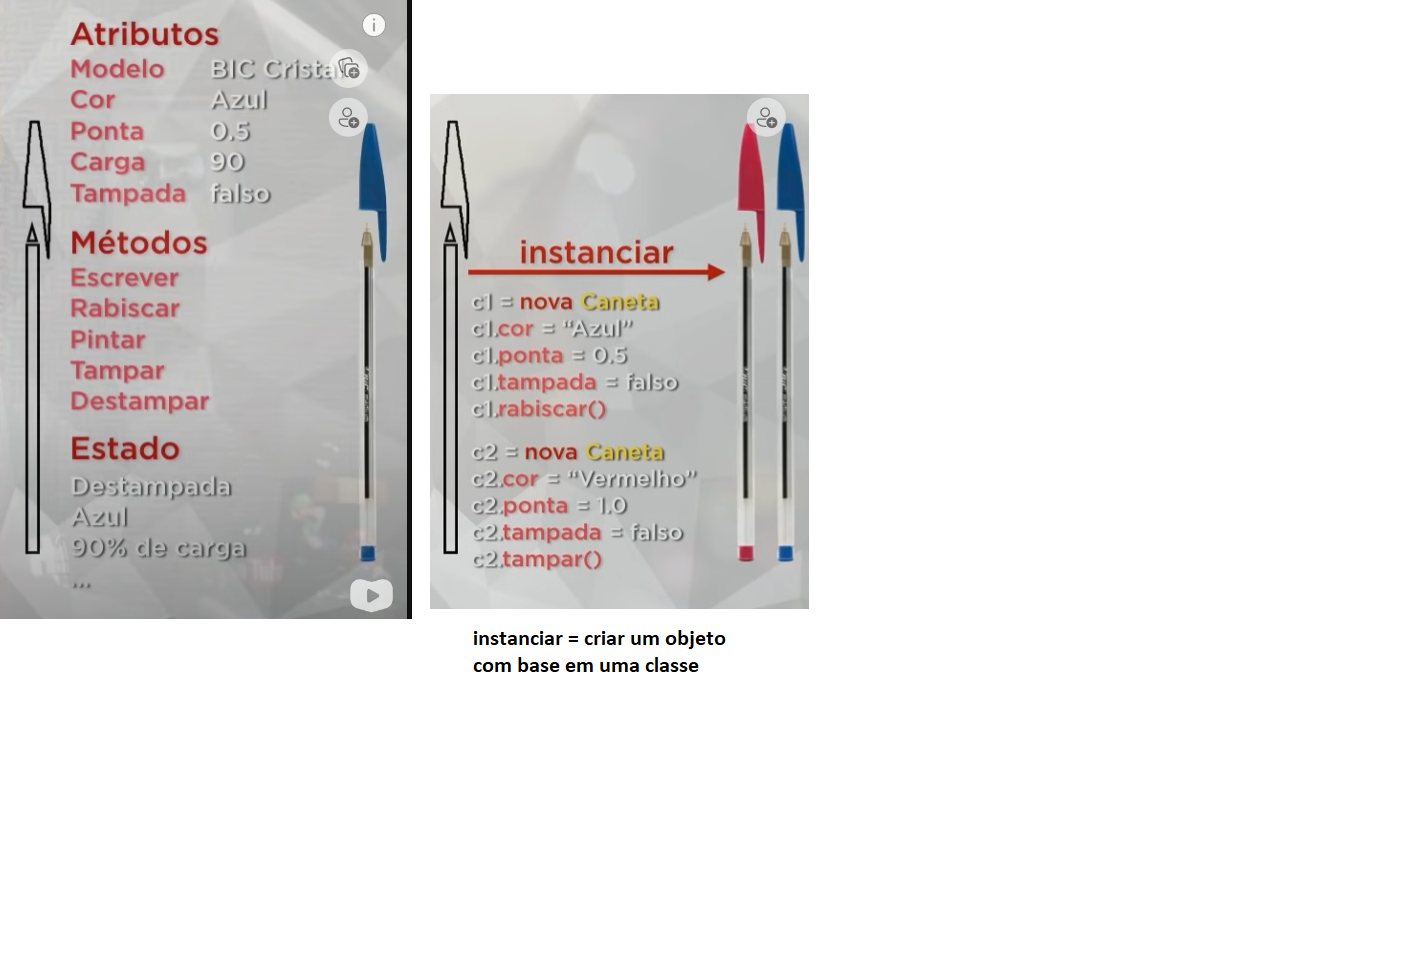 Atributos
Modelo BIC Cristal
Cor Azul
Ponta 0.5
Carga 90
Tampada falso
Métodos
Escrever
Rabiscar
Pintar
Tampar
Destampar
Estado
Destampada
Azul
90% de carga
...
instanciar
c1 = nova Caneta
c1.cor = “Azul”
c1.ponta = 0.5
c1.tampada = falso
c1.rabiscar()
c2 = nova Caneta
c2.cor = “Vermelho”
c2.ponta = 1.0
c2.tampada = falso
c2.tampar()
instanciar = criar um objeto
com base em uma classe